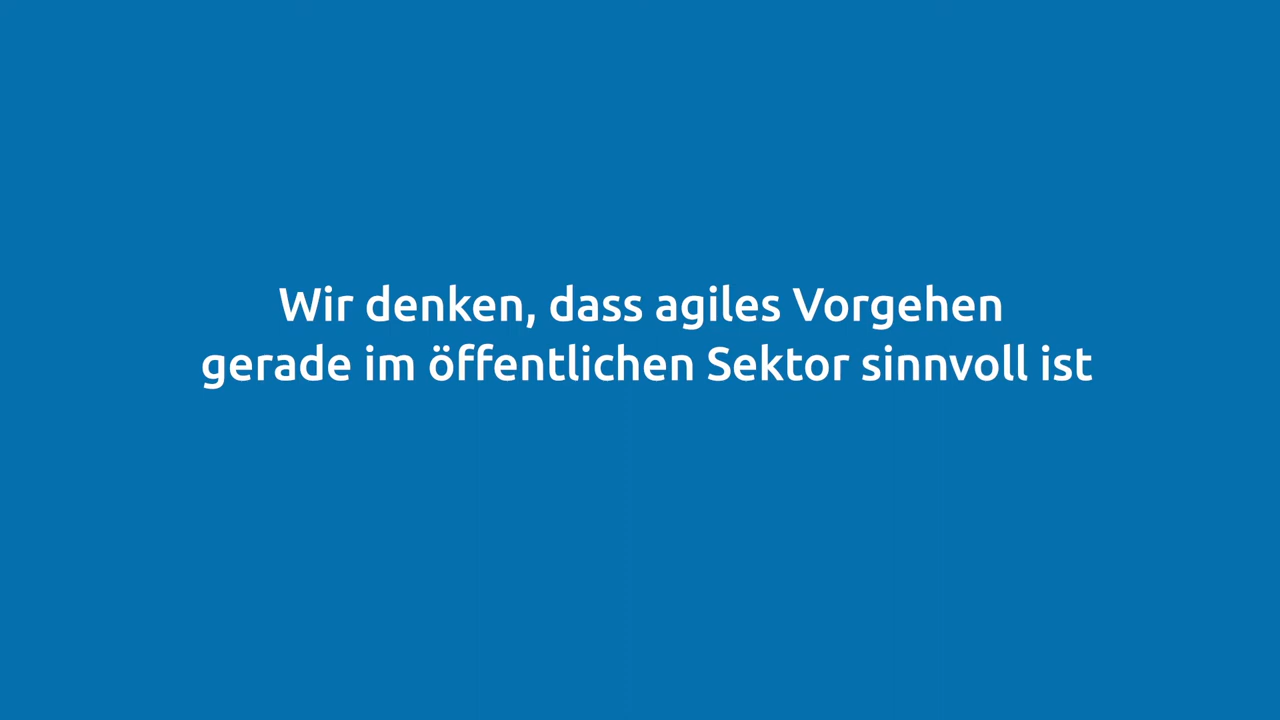 Wir denken, dass agiles Vorgehen
gerade im öffentlichen Sektor sinnvoll ist